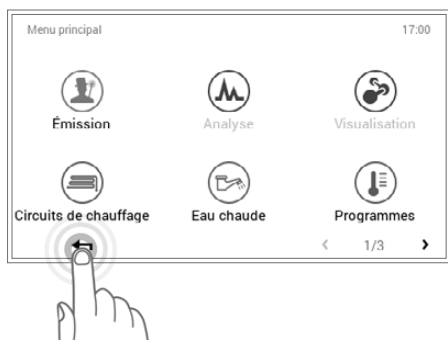 Menu principal 17:00
Émission Analyse Visualisation
Circuits de chauffage Eau chaude Programmes
1/3